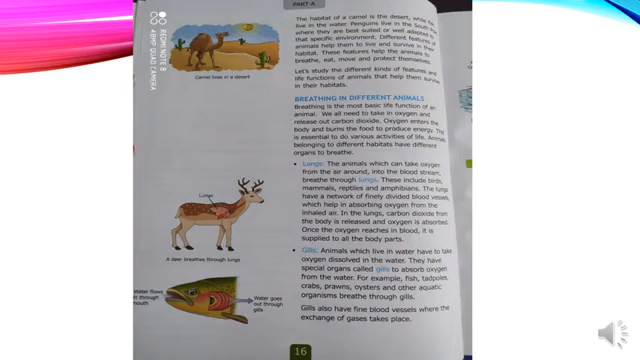 PART-A
The habitat of a camel is the desert, while
live in the water. Penguins live in the South
where they are best suited or well adapted to
that specific environment. Different features of
animals help them to live and survive in their
habitat. These features help the animals to
breathe, eat, move and protect themselves.
Let's study the different kinds of features and
life functions of animals that help them survive
in their habitats.
Camel lives in a desert
BREATHING IN DIFFERENT ANIMALS
Breathing is the most basic life function of an
animal. We all need to take in oxygen and
release out carbon dioxide. Oxygen enters the
body and burns the food to produce energy. This
is essential to do various activities of life. Animals
belonging to different habitats have different
organs to breathe.
• Lungs: The animals which can take oxygen
from the air around, into the blood stream,
breathe through lungs. These include birds,
mammals, reptiles and amphibians. The lungs
have a network of finely divided blood vessels,
which help in absorbing oxygen from the
inhaled air. In the lungs, carbon dioxide from
the body is released and oxygen is absorbed.
Once the oxygen reaches in blood, it is
supplied to all the body parts.
Lungs
A deer breathes through lungs
• Gills: Animals which live in water have to take
oxygen dissolved in the water. They have
special organs called gills to absorb oxygen
from the water. For example, fish, tadpoles,
crabs, prawns, oysters and other aquatic
organisms breathe through gills.
Gills also have fine blood vessels where the
exchange of gases takes place.
Water flows
in through
mouth
Water goes
out through
gills
16
REDMI NOTE 9
48MP QUAD CAMERA